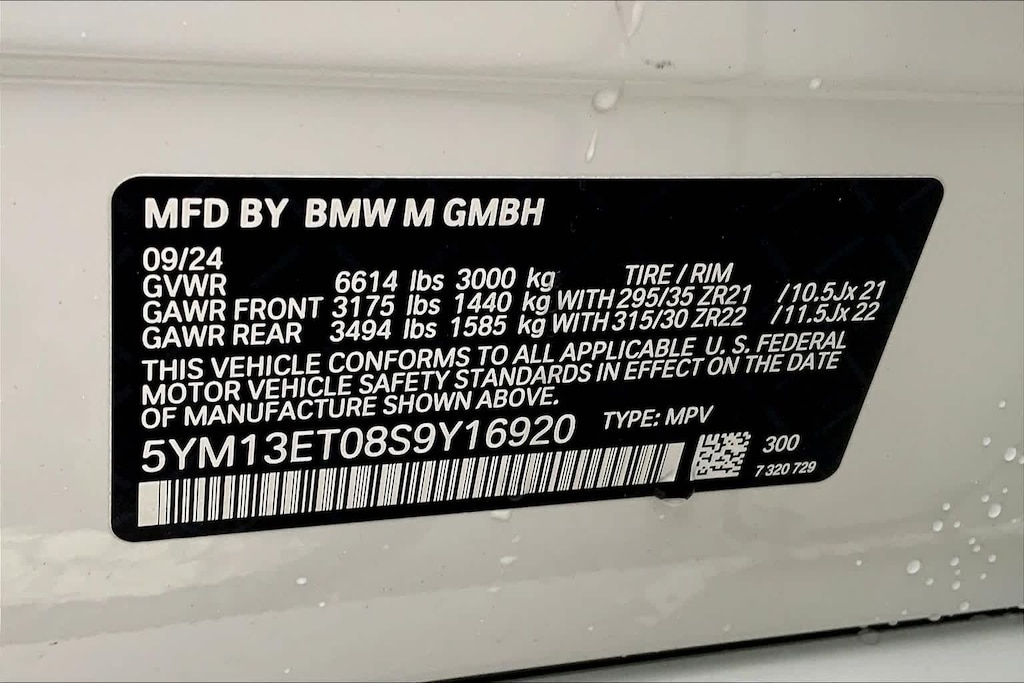 MFD BY BMW M GMBH
09/24
GVWR 6614 lbs 3000 kg TIRE / RIM
GAWR FRONT 3175 lbs 1440 kg WITH 295/35 ZR21 /10.5Jx21
GAWR REAR 3494 lbs 1585 kg WITH 315/30 ZR22 /11.5Jx22
THIS VEHICLE CONFORMS TO ALL APPLICABLE U. S. FEDERAL
MOTOR VEHICLE SAFETY STANDARDS IN EFFECT ON THE DATE
OF MANUFACTURE SHOWN ABOVE.
5YM13ET08S9Y16920 TYPE: MPV
300
7 320 729